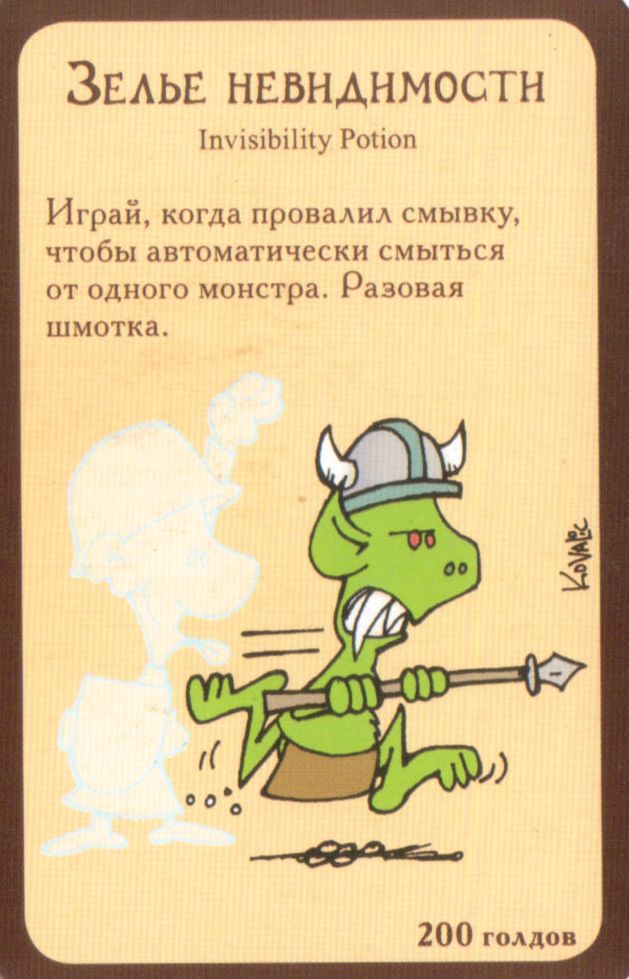 Зелье невидимости
Invisibility Potion
Играй, когда провалил смывку,
чтобы автоматически смыться
от одного монстра. Разовая
шмотка.
Kovalic
200 голдов